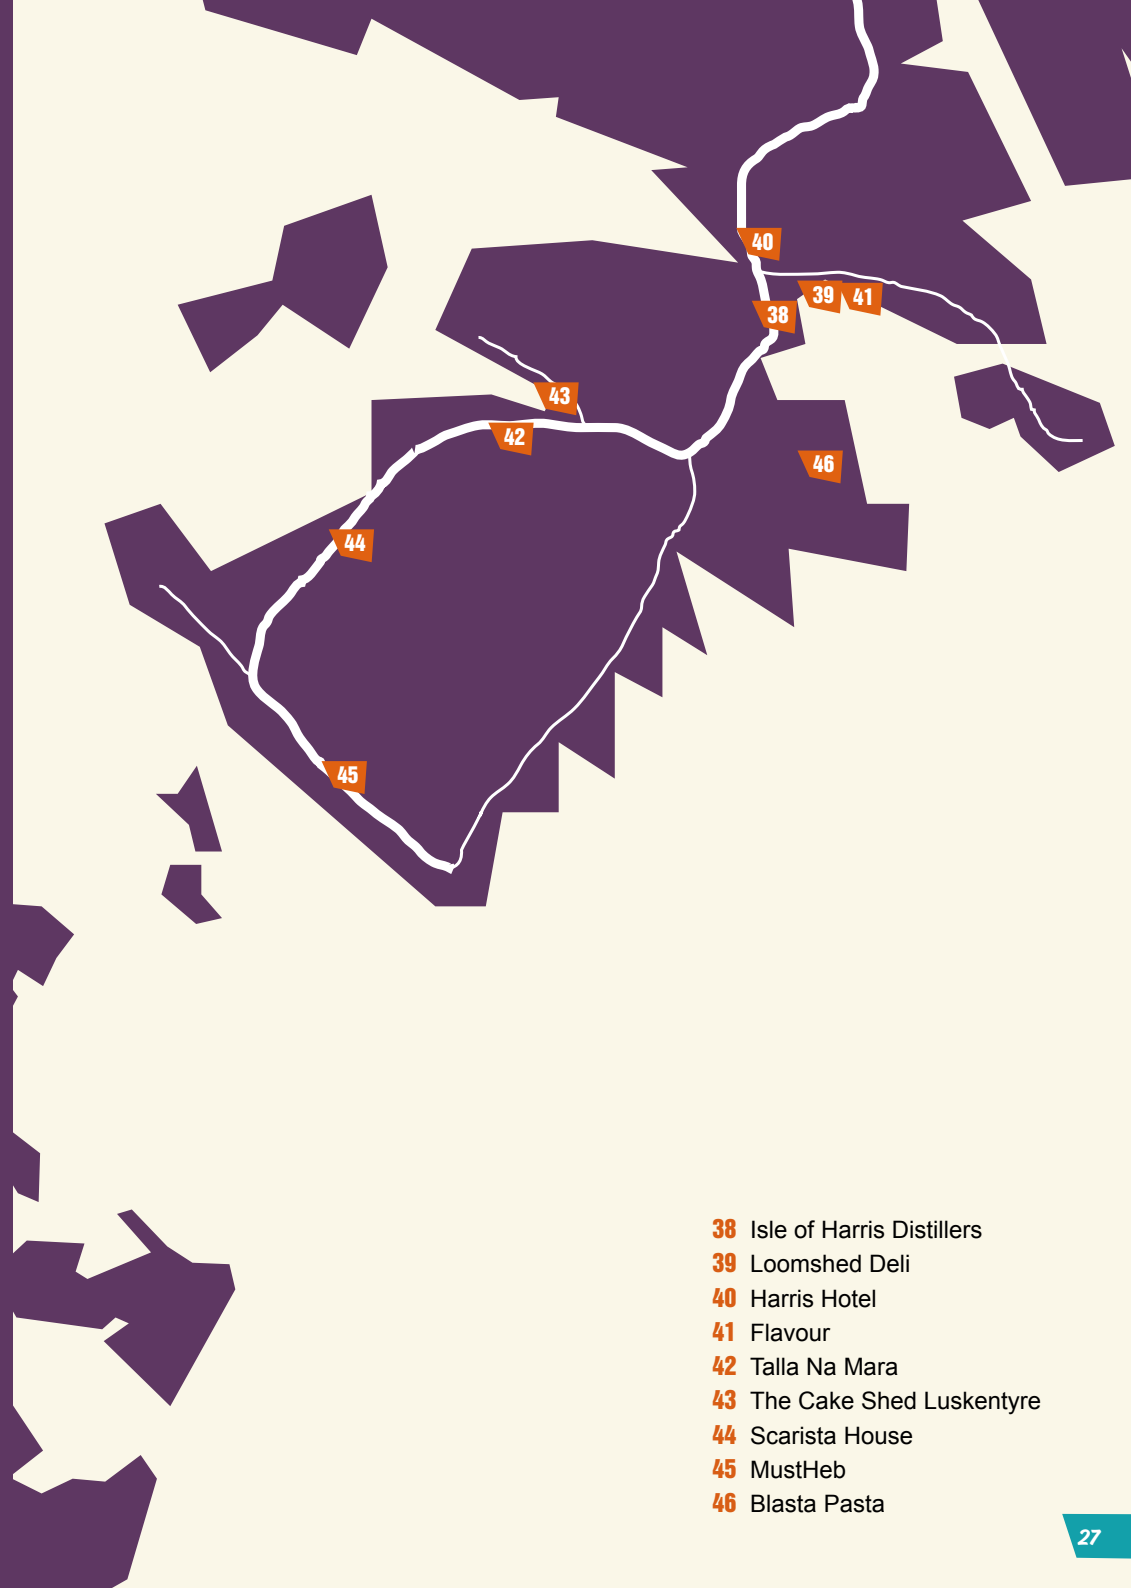 40
39
41
38
43
42
46
44
45
38 Isle of Harris Distillers
39 Loomshed Deli
40 Harris Hotel
41 Flavour
42 Talla Na Mara
43 The Cake Shed Luskentyre
44 Scarista House
45 MustHeb
46 Blasta Pasta
27